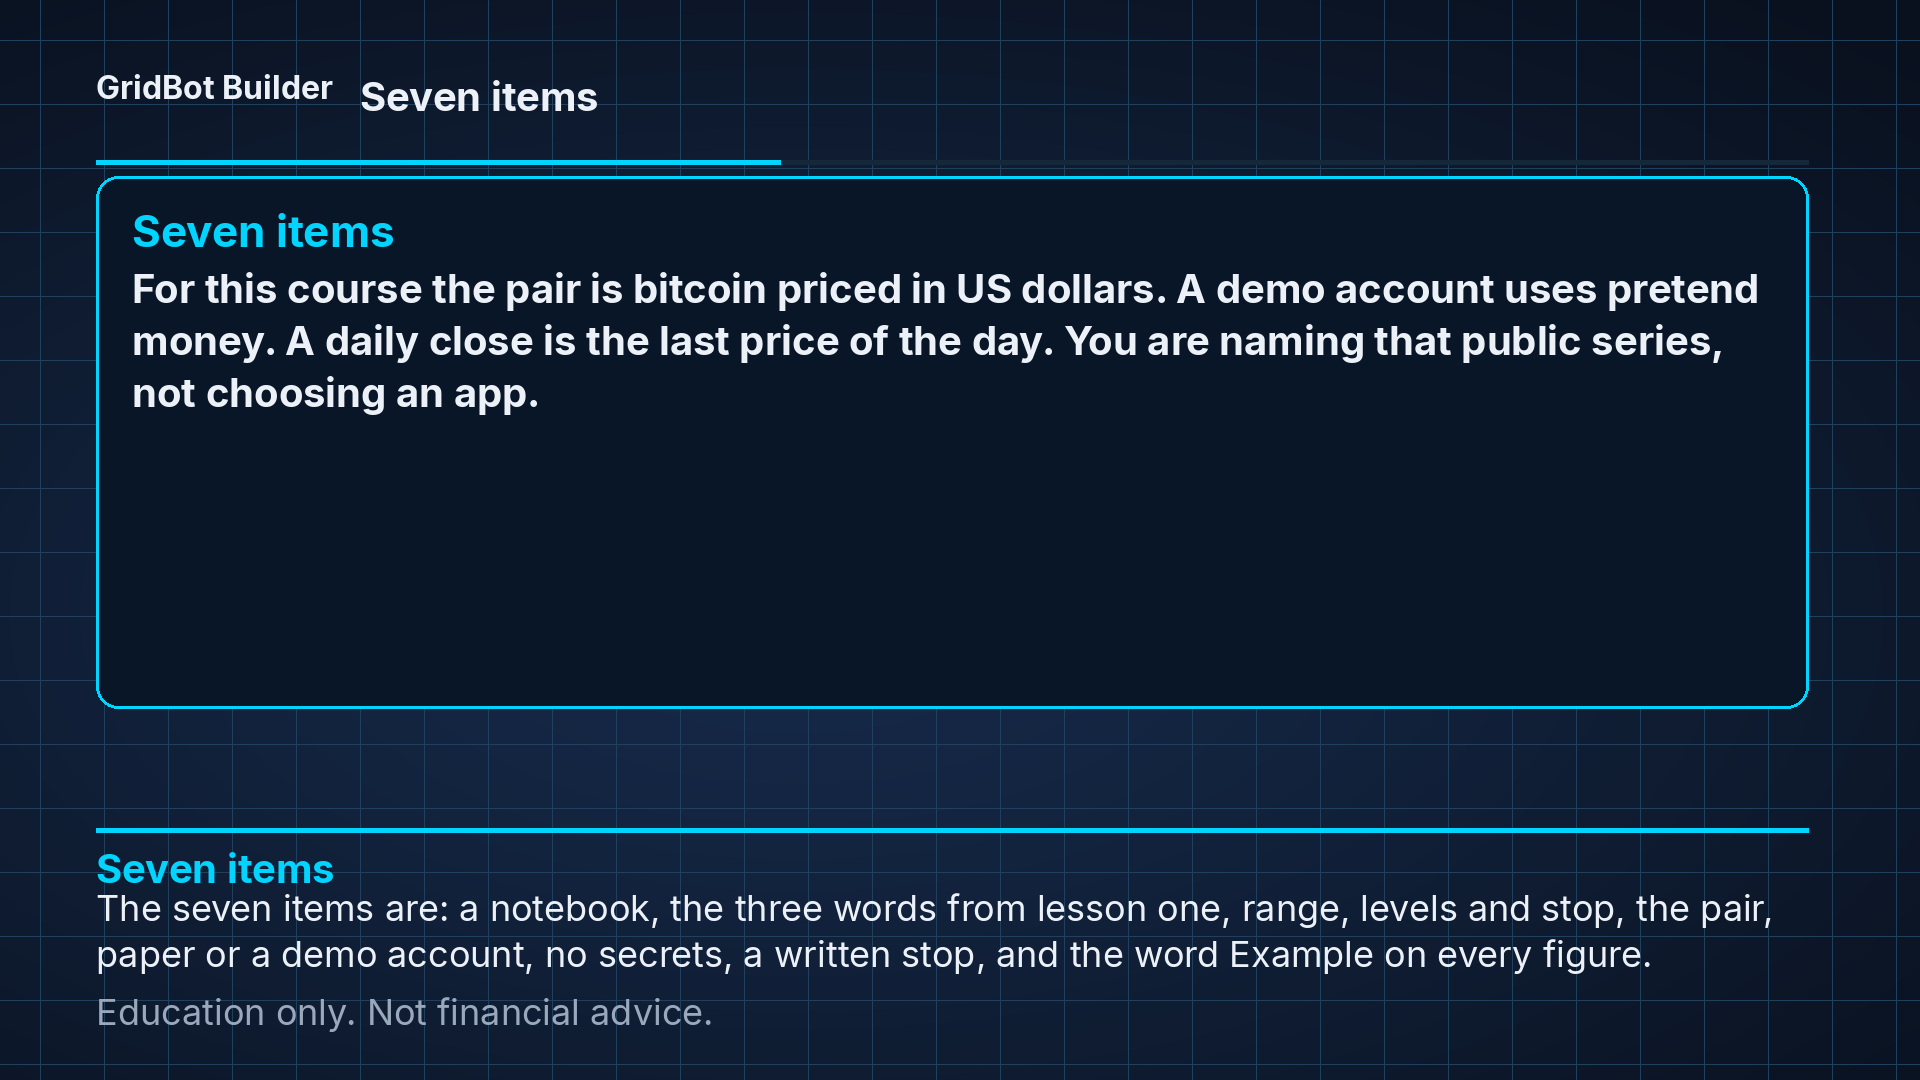 GridBot Builder
Seven items
Seven items
For this course the pair is bitcoin priced in US dollars. A demo account uses pretend
money. A daily close is the last price of the day. You are naming that public series,
not choosing an app.
Seven items
The seven items are: a notebook, the three words from lesson one, range, levels and stop, the pair,
paper or a demo account, no secrets, a written stop, and the word Example on every figure.
Education only. Not financial advice.